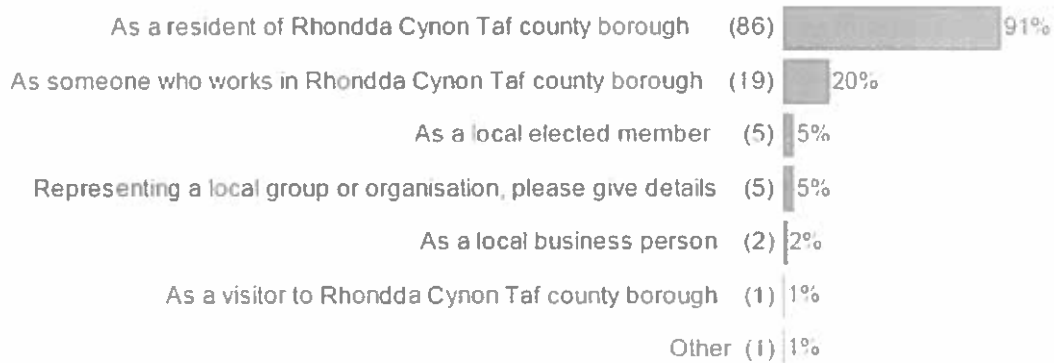 As a resident of Rhondda Cynon Taf county borough (86) 91%
As someone who works in Rhondda Cynon Taf county borough (19) 20%
As a local elected member (5) 5%
Representing a local group or organisation, please give details (5) 5%
As a local business person (2) 2%
As a visitor to Rhondda Cynon Taf county borough (1) 1%
Other (1) 1%